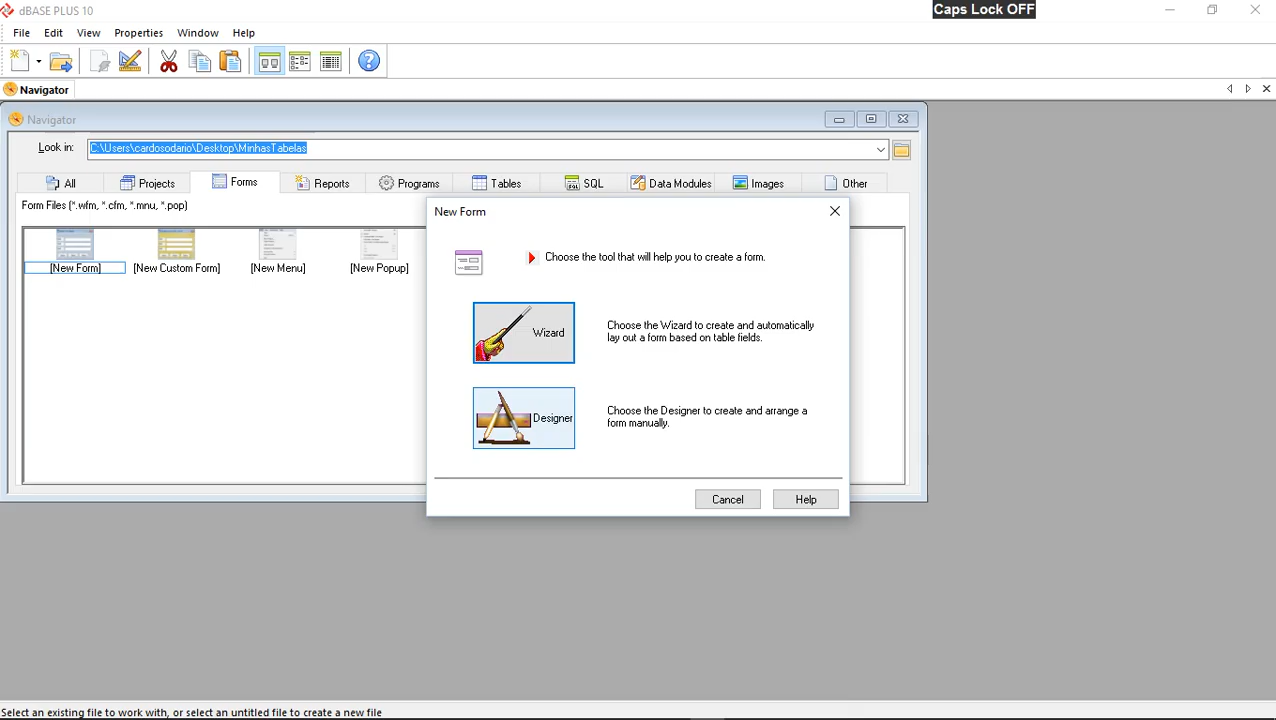 dBASE PLUS 10
Caps Lock OFF
File Edit View Properties Window Help
Navigator
Navigator
Look in: C:\Users\cardosodario\Desktop\MinhasTabelas
All Projects Forms Reports Programs Tables SQL Data Modules Images Other
Form Files (*.wfm, *.cfm, *.mnu, *.pop)
[New Form] [New Custom Form] [New Menu] [New Popup]
New Form
Choose the tool that will help you to create a form.
Wizard
Choose the Wizard to create and automatically
lay out a form based on table fields.
Designer
Choose the Designer to create and arrange a
form manually.
Cancel Help
Select an existing file to work with, or select an untitled file to create a new file